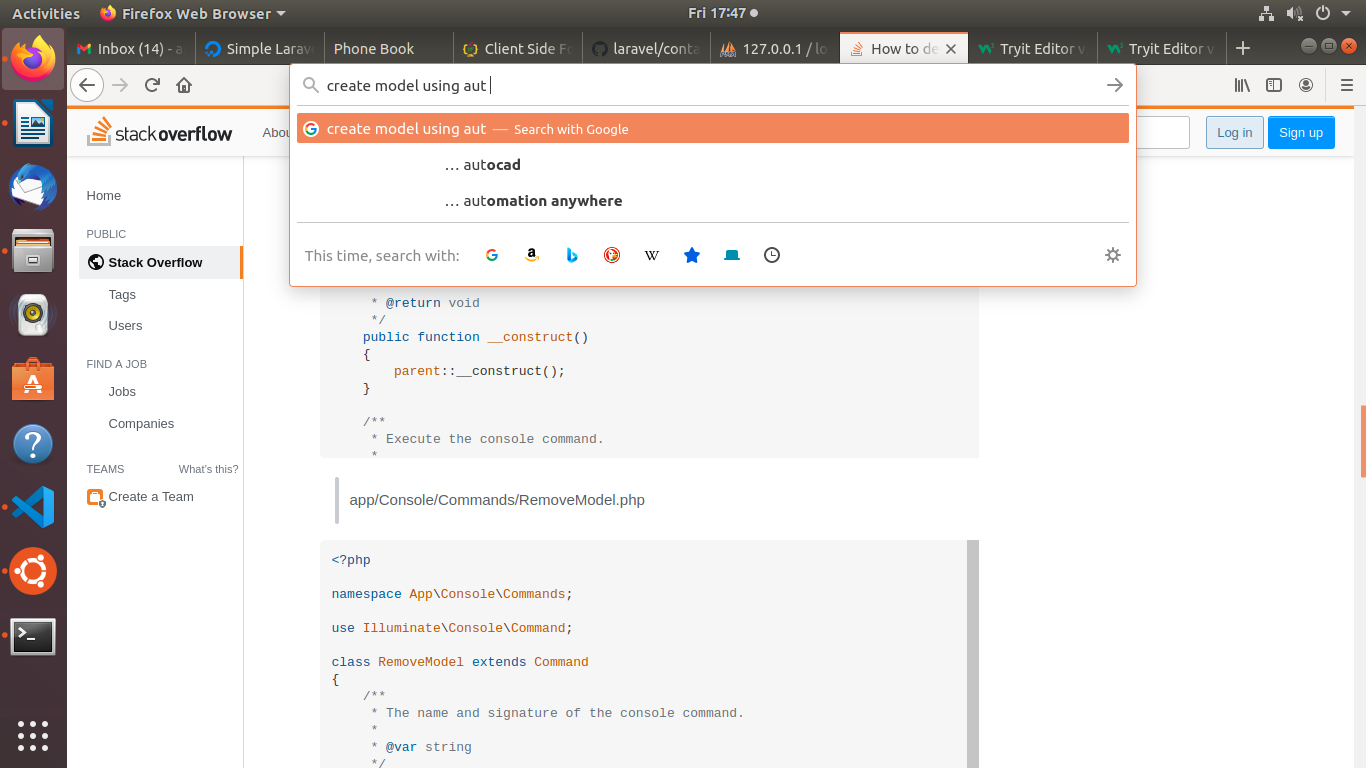 Activities
Firefox Web Browser
Fri 17:47
Inbox (14) - a
Simple Larav
Phone Book
Client Side Fo
laravel/conta
127.0.0.1 / lo
How to de
Tryit Editor v
Tryit Editor v
create model using aut
create model using aut — Search with Google
… autocad
… automation anywhere
This time, search with:
stackoverflow
Abou
Log in
Sign up
Home
PUBLIC
Stack Overflow
Tags
Users
FIND A JOB
Jobs
Companies
TEAMS
What's this?
Create a Team
* @return void
*/
public function __construct()
{
parent::__construct();
}
/**
* Execute the console command.
*
app/Console/Commands/RemoveModel.php
<?php
namespace App\Console\Commands;
use Illuminate\Console\Command;
class RemoveModel extends Command
{
/**
* The name and signature of the console command.
*
* @var string
*/